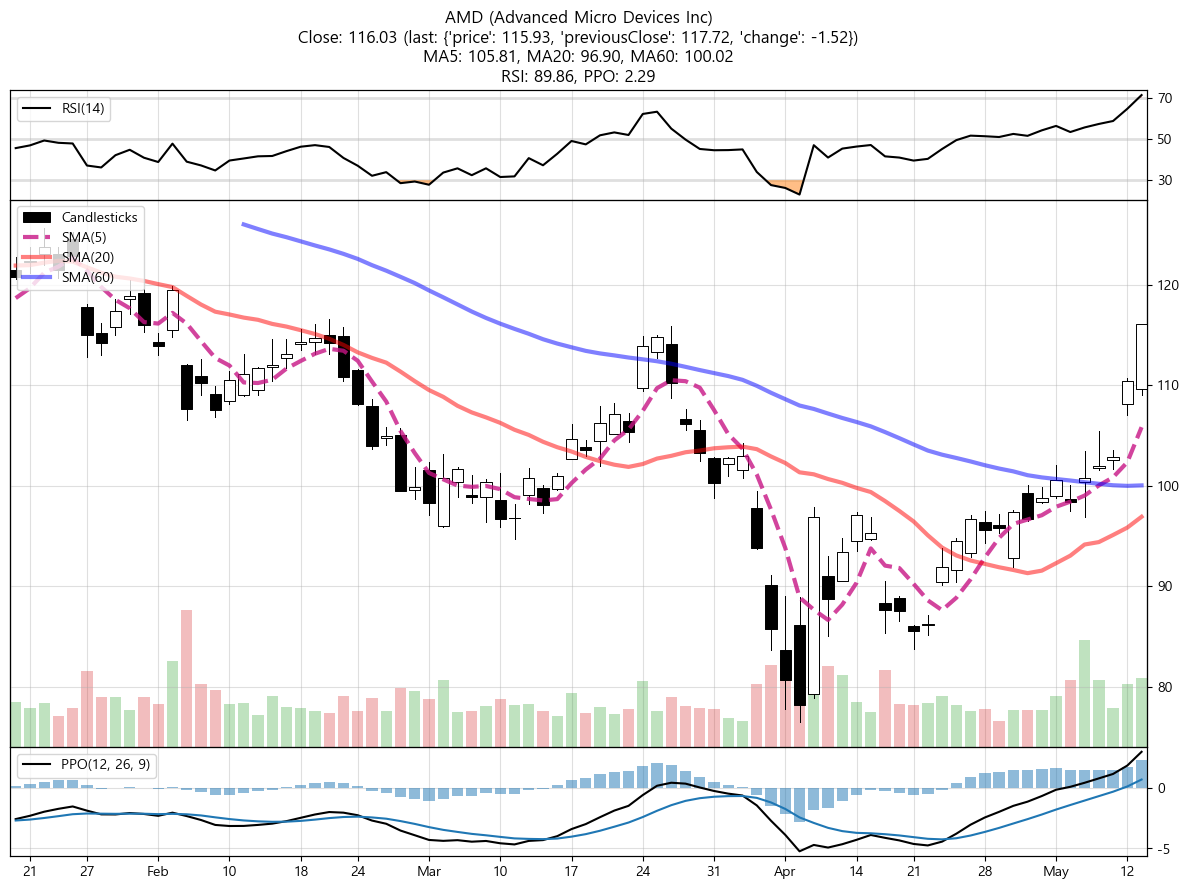 AMD (Advanced Micro Devices Inc)
Close: 116.03 (last: {'price': 115.93, 'previousClose': 117.72, 'change': -1.52})
MA5: 105.81, MA20: 96.90, MA60: 100.02
RSI: 89.86, PPO: 2.29
RSI(14)
70
50
30
Candlesticks
SMA(5)
SMA(20)
SMA(60)
120
110
100
90
80
PPO(12, 26, 9)
0
-5
21 27 Feb 10 18 24 Mar 10 17 24 31 Apr 14 21 28 May 12